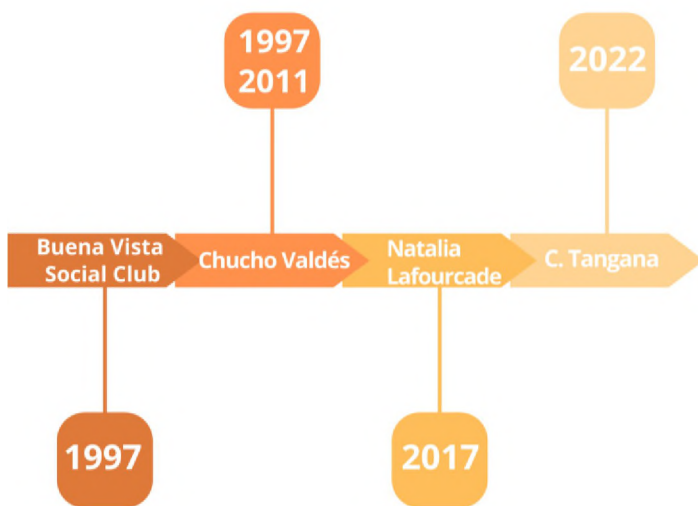 1997
2011
2022
Buena Vista
Social Club
Chucho Valdés
Natalia
Lafourcade
C. Tangana
1997
2017